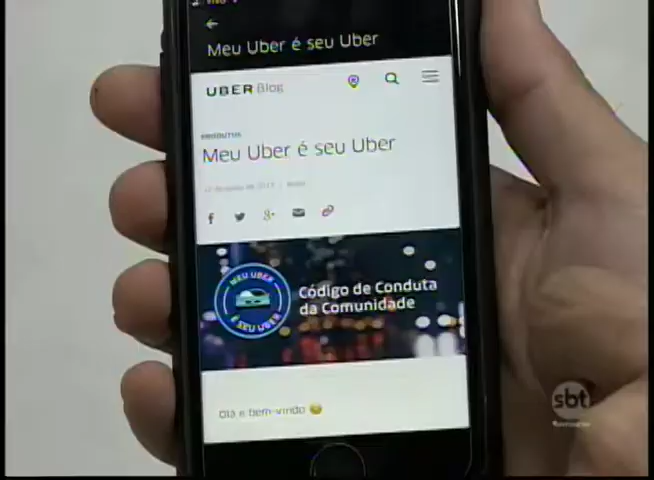 Meu Uber é seu Uber
UBER Blog
PRODUTOS
Meu Uber é seu Uber
f g+
MEU UBER
É SEU UBER
Código de Conduta
da Comunidade
Olá e bem-vindo
sbt